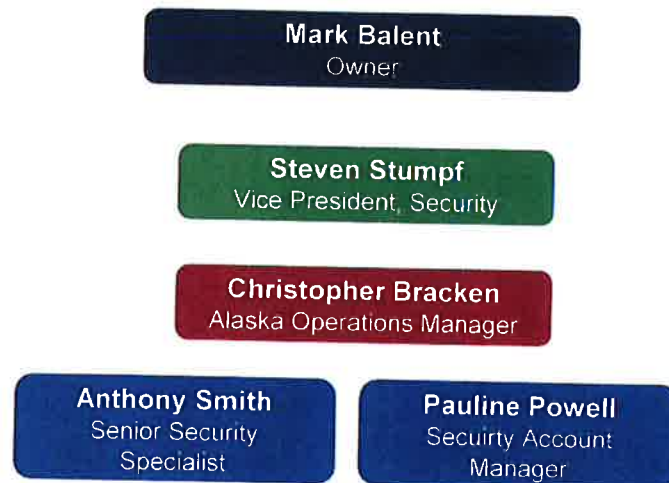 Mark Balent
Owner
Steven Stumpf
Vice President, Security
Christopher Bracken
Alaska Operations Manager
Anthony Smith
Senior Security
Specialist
Pauline Powell
Secuirty Account
Manager